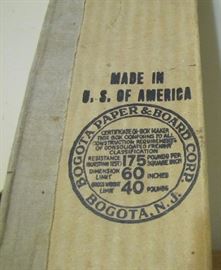 MADE IN
U.S. OF AMERICA
BOGOTA PAPER & BOARD CORP.
CERTIFICATE OF BOX MAKER
THIS BOX CONFORMS TO ALL
CONSTRUCTION REQUIREMENTS
OF CONSOLIDATED FREIGHT
CLASSIFICATION
RESISTANCE 175 POUNDS PER
BURSTING TEST SQUARE INCH
DIMENSION LIMIT 60 INCHES
GROSS WEIGHT LIMIT 40 POUNDS
BOGOTA, N.J.